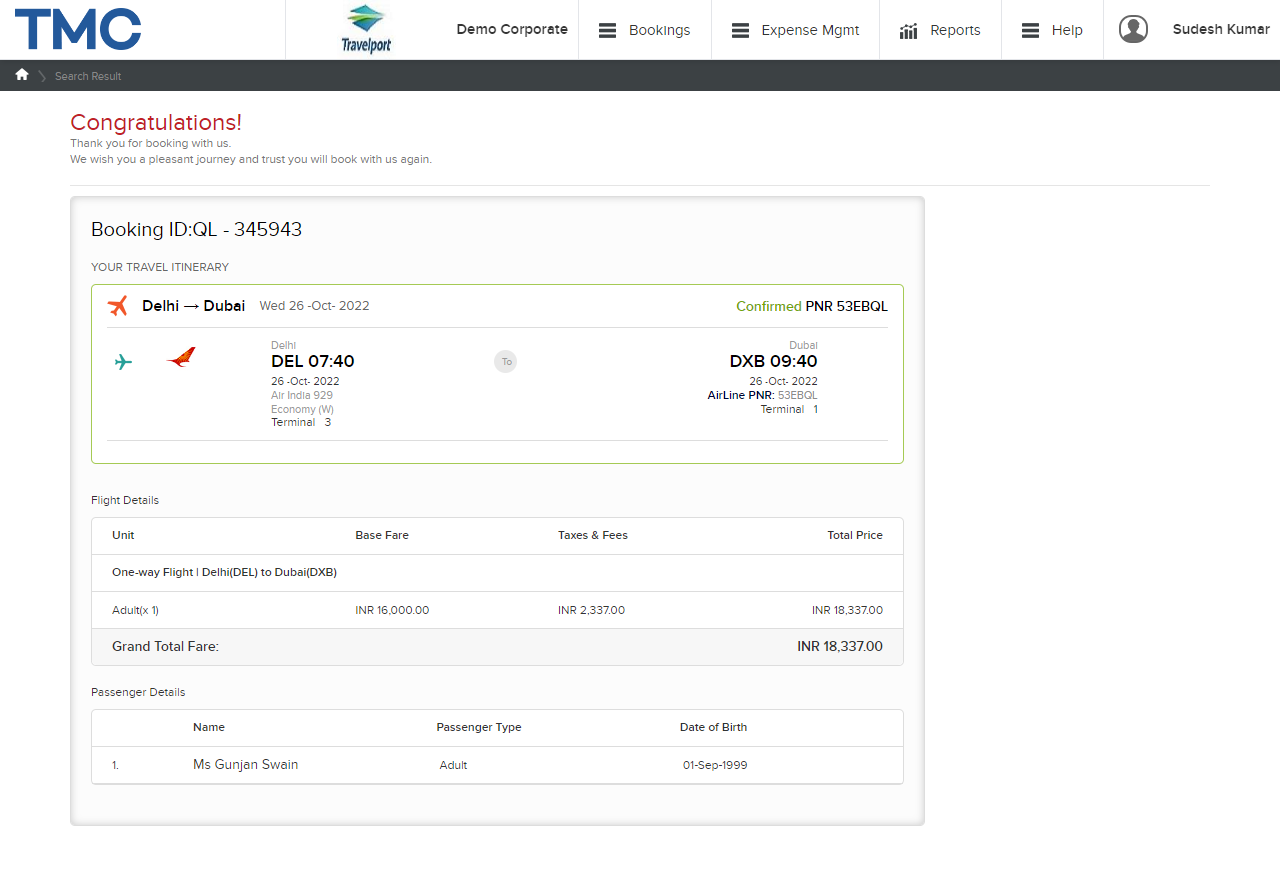 TMC
Travelport
Demo Corporate
Bookings
Expense Mgmt
Reports
Help
Sudesh Kumar
Search Result
Congratulations!
Thank you for booking with us.
We wish you a pleasant journey and trust you will book with us again.
Booking ID:QL - 345943
YOUR TRAVEL ITINERARY
Delhi → Dubai Wed 26 -Oct- 2022 Confirmed PNR 53EBQL
Delhi
DEL 07:40
26 -Oct- 2022
Air India 929
Economy (W)
Terminal 3
To
Dubai
DXB 09:40
26 -Oct- 2022
AirLine PNR: 53EBQL
Terminal 1
Flight Details
Unit Base Fare Taxes & Fees Total Price
One-way Flight | Delhi(DEL) to Dubai(DXB)
Adult(x 1) INR 16,000.00 INR 2,337.00 INR 18,337.00
Grand Total Fare: INR 18,337.00
Passenger Details
Name Passenger Type Date of Birth
1. Ms Gunjan Swain Adult 01-Sep-1999